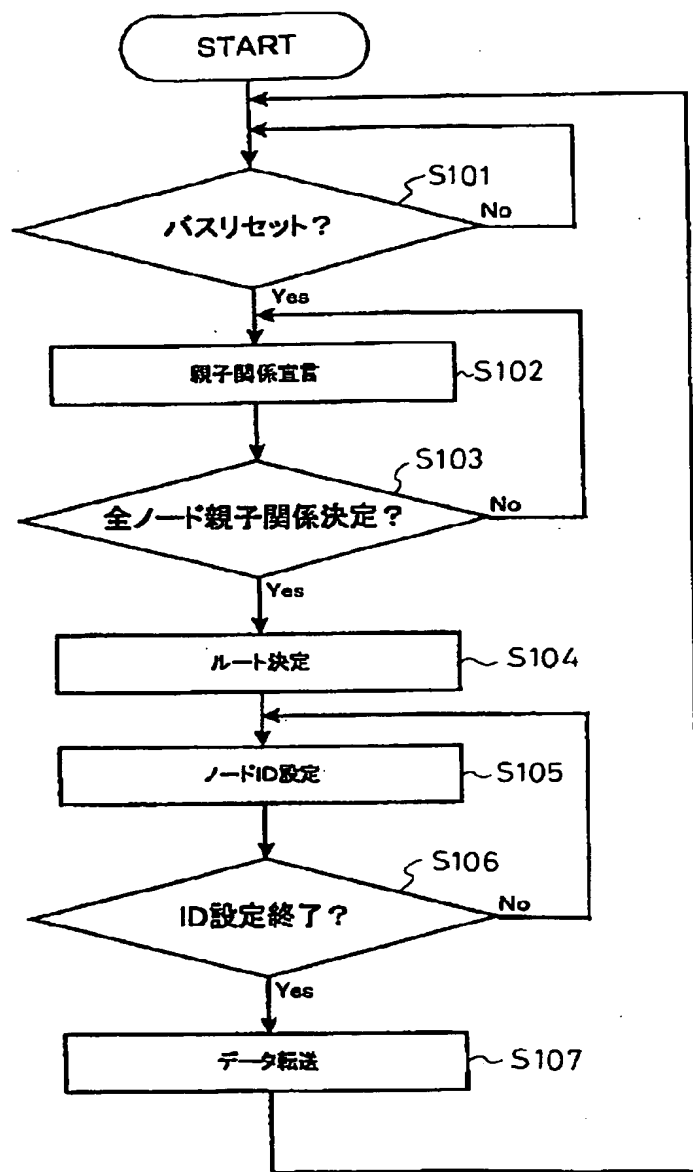 START
S101
バスリセット？
No
Yes
親子関係宣言
S102
S103
全ノード親子関係決定？
No
Yes
ルート決定
S104
ノードID設定
S105
S106
ID設定終了？
No
Yes
データ転送
S107